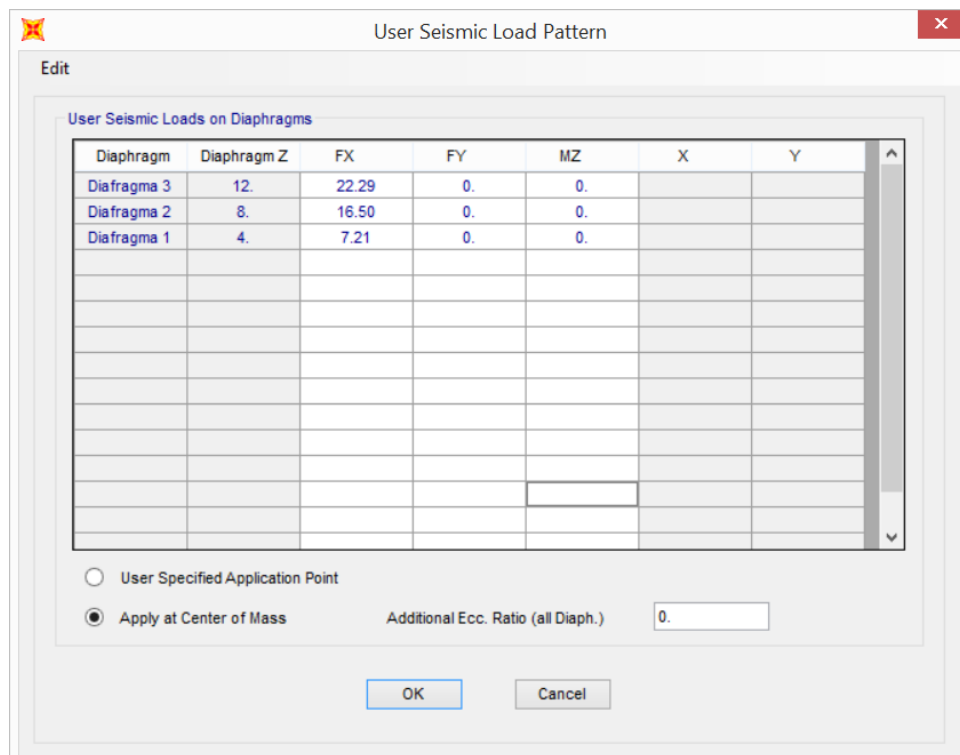 User Seismic Load Pattern
Edit
User Seismic Loads on Diaphragms
Diaphragm Diaphragm Z FX FY MZ X Y
Diafragma 3 12. 22.29 0. 0.
Diafragma 2 8. 16.50 0. 0.
Diafragma 1 4. 7.21 0. 0.
User Specified Application Point
Apply at Center of Mass Additional Ecc. Ratio (all Diaph.) 0.
OK Cancel